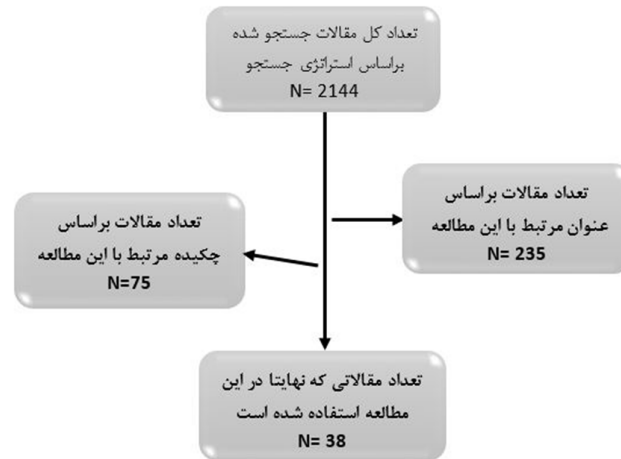 تعداد کل مقالات جستجو شده
براساس استراتژی جستجو
N= 2144
تعداد مقالات براساس
عنوان مرتبط با این مطالعه
N= 235
تعداد مقالات براساس
چکیده مرتبط با این مطالعه
N=75
تعداد مقالاتی که نهایتا در این
مطالعه استفاده شده است
N= 38